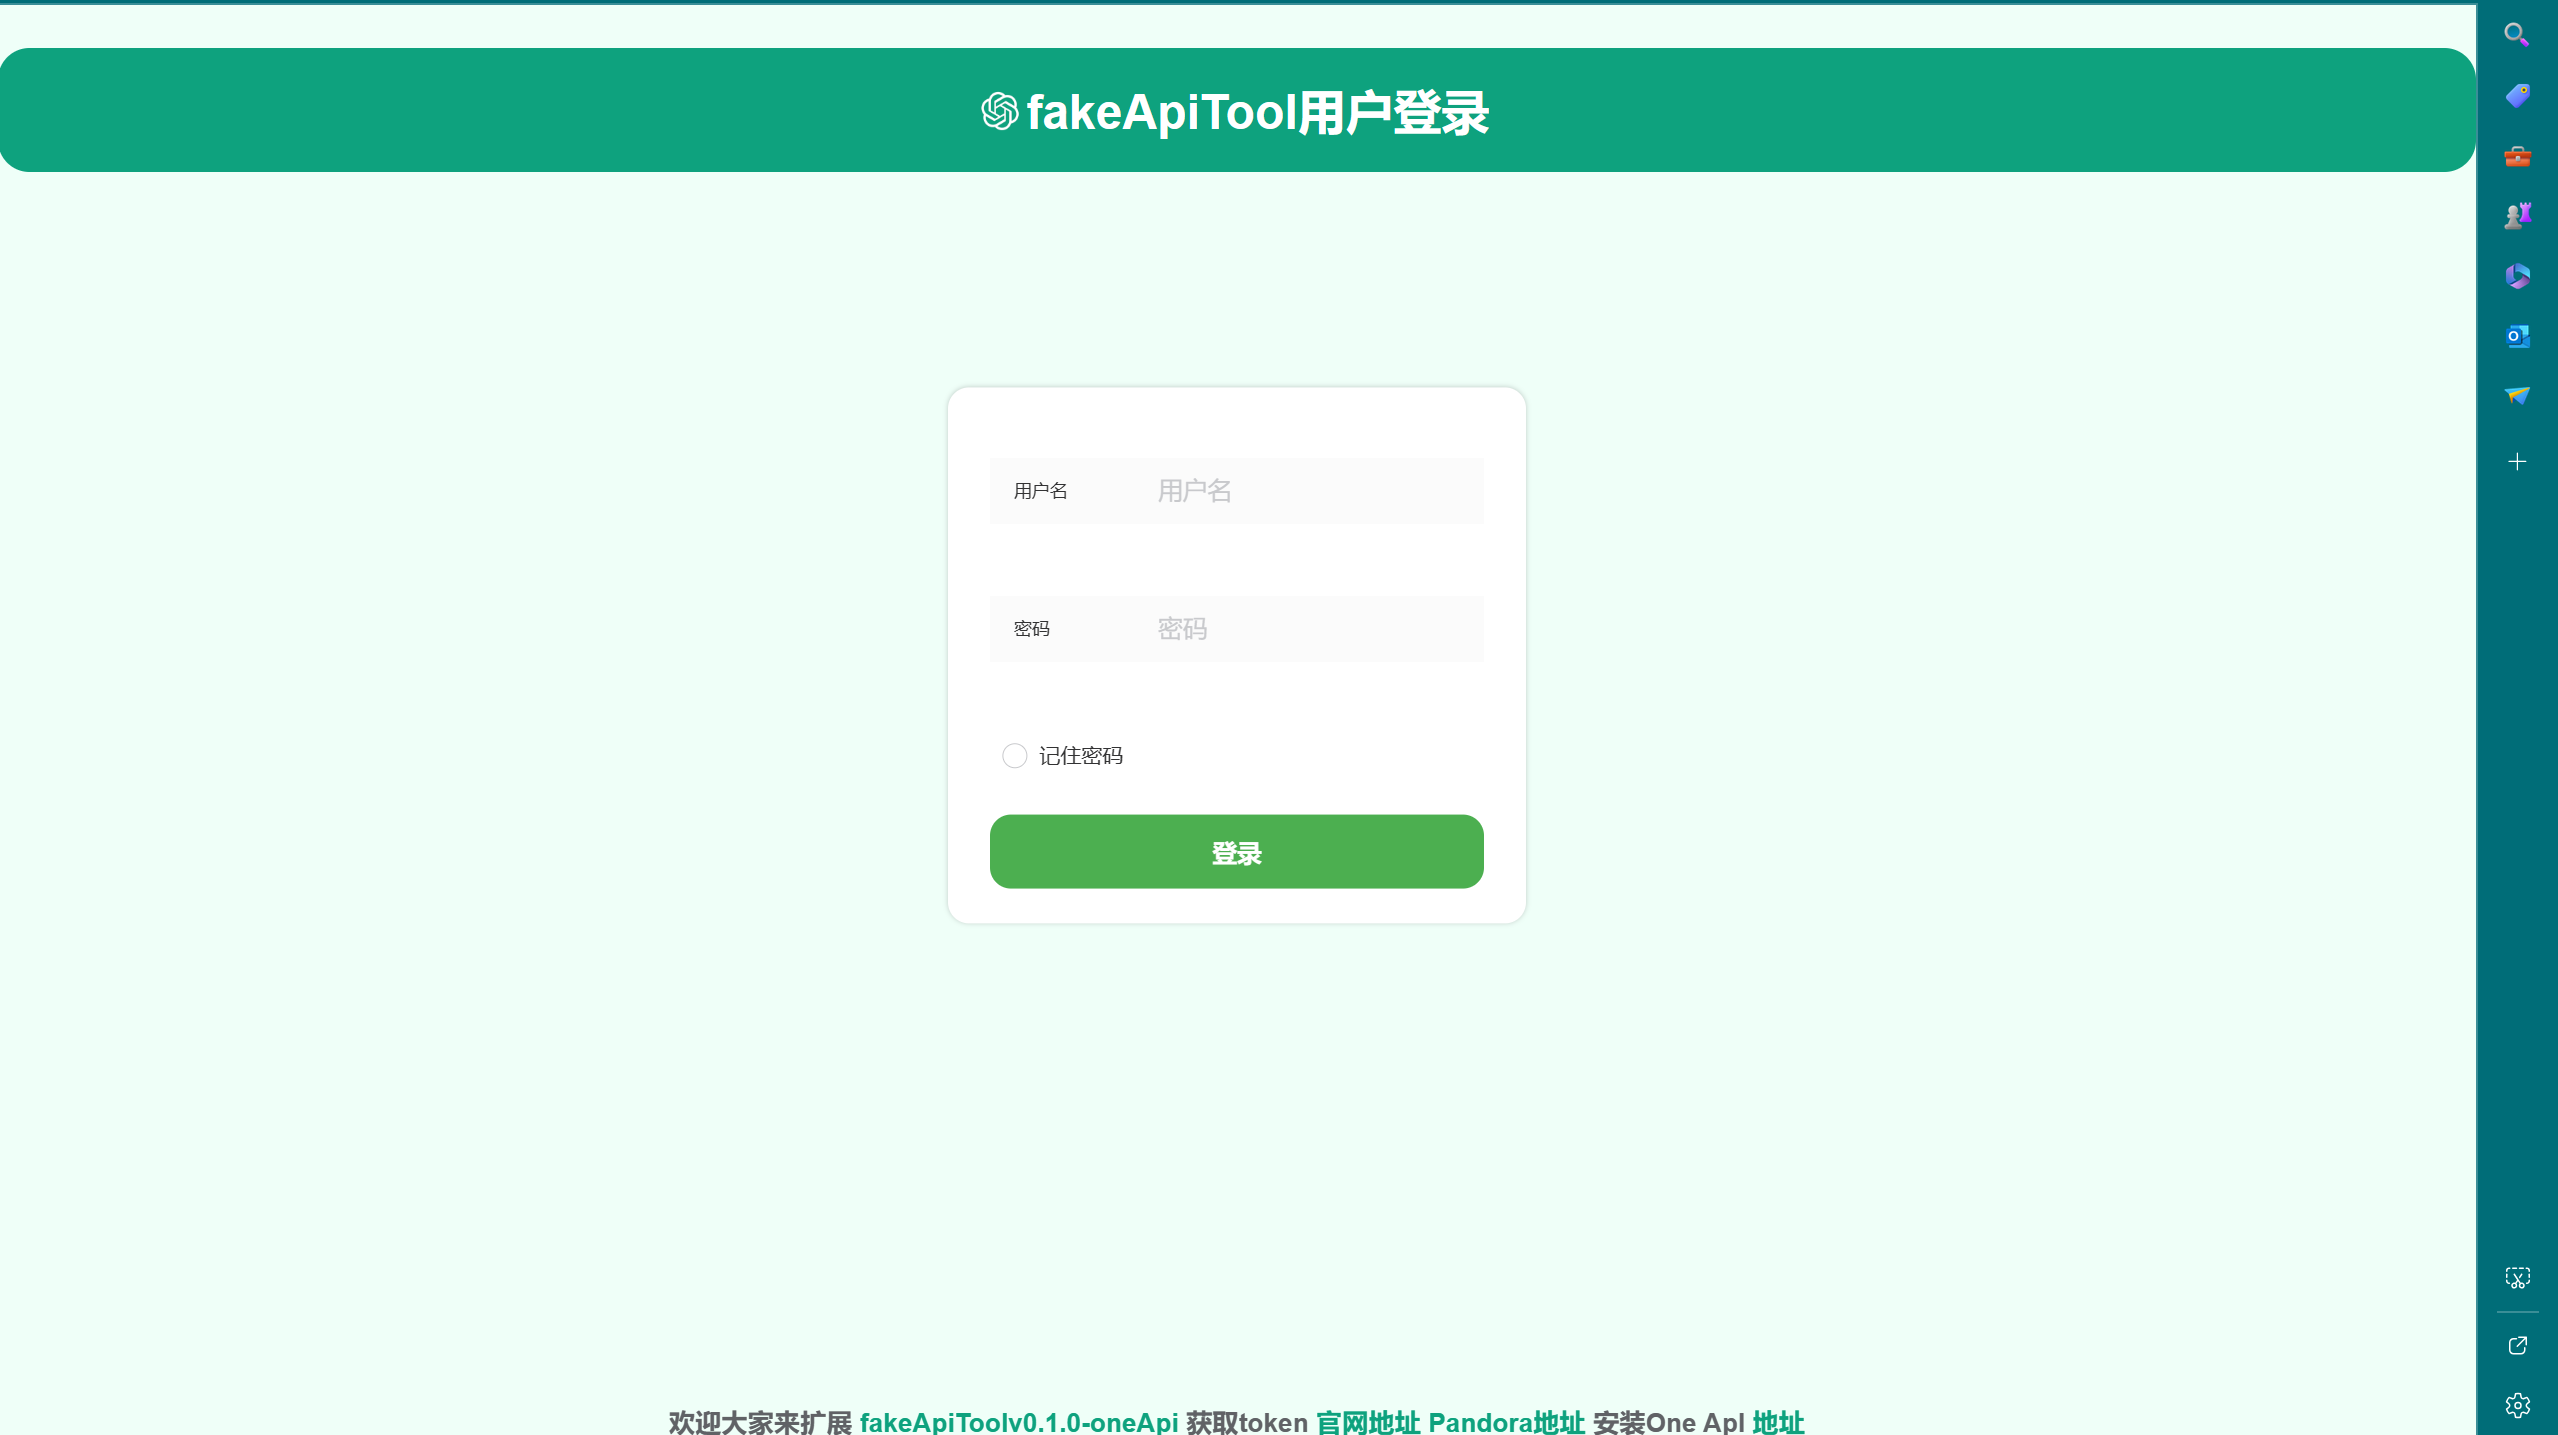 fakeApiTool用户登录
用户名 用户名
密码 密码
记住密码
登录
欢迎大家来扩展 fakeApiToolv0.1.0-oneApi 获取token 官网地址 Pandora地址 安装One ApI 地址